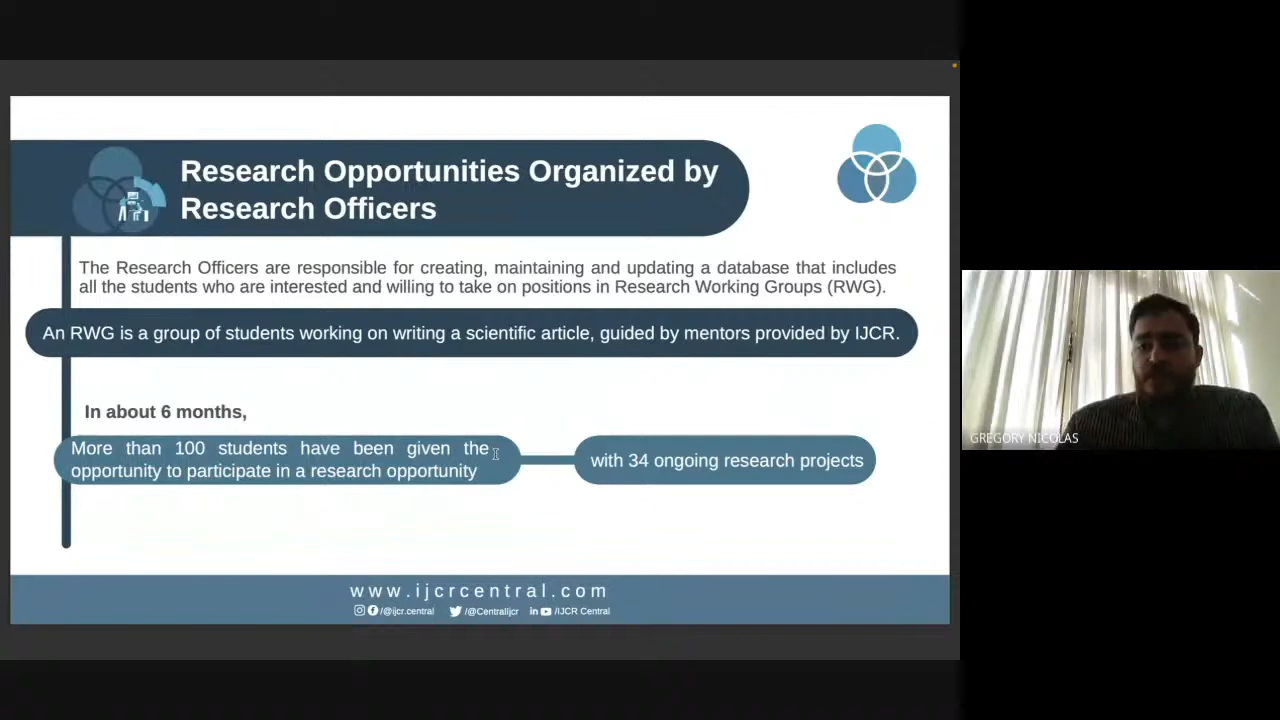 Research Opportunities Organized by
Research Officers
The Research Officers are responsible for creating, maintaining and updating a database that includes
all the students who are interested and willing to take on positions in Research Working Groups (RWG).
An RWG is a group of students working on writing a scientific article, guided by mentors provided by IJCR.
In about 6 months,
More than 100 students have been given the
opportunity to participate in a research opportunity
with 34 ongoing research projects
www.ijcrcentral.com
/@ijcr.central /@CentralIjcr in /IJCR Central
GREGORY NICOLAS